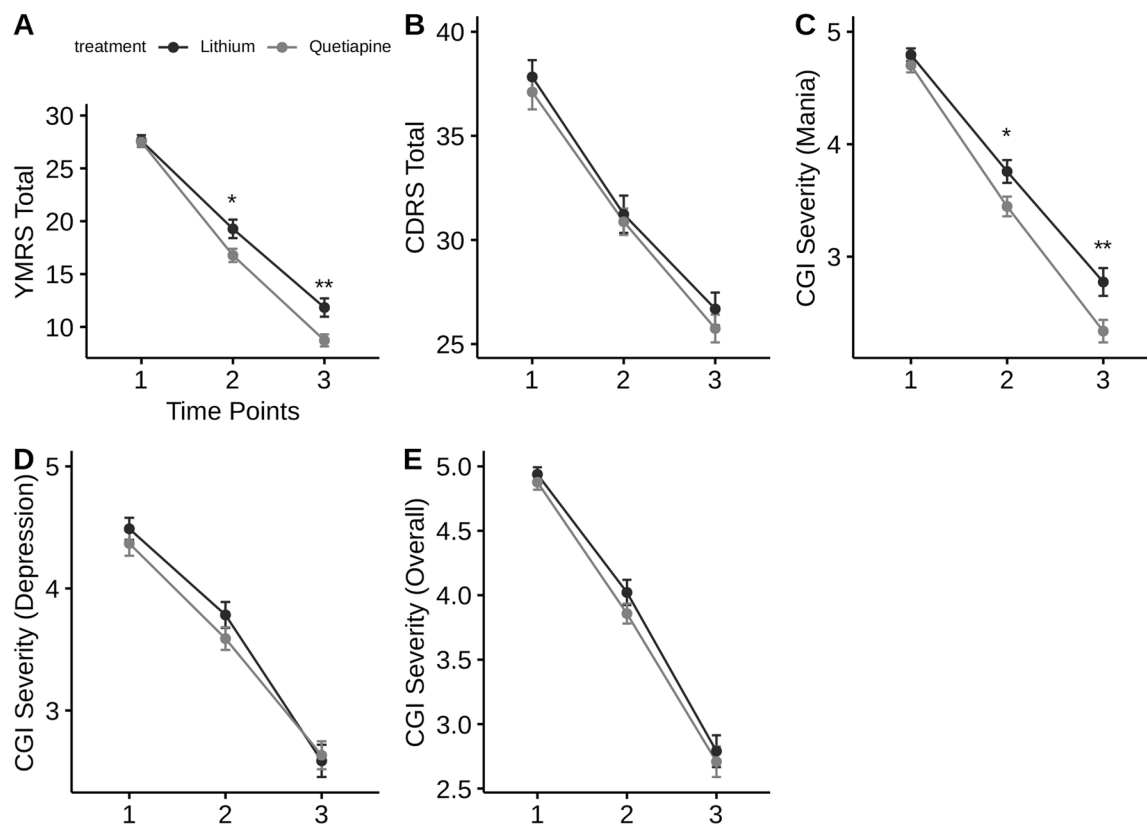 A
treatment Lithium Quetiapine
YMRS Total
30
25
20
15
10
*
**
1 2 3
Time Points
B
CDRS Total
40
35
30
25
1 2 3
C
CGI Severity (Mania)
5
4
3
*
**
1 2 3
D
CGI Severity (Depression)
5
4
3
1 2 3
E
CGI Severity (Overall)
5.0
4.5
4.0
3.5
3.0
2.5
1 2 3